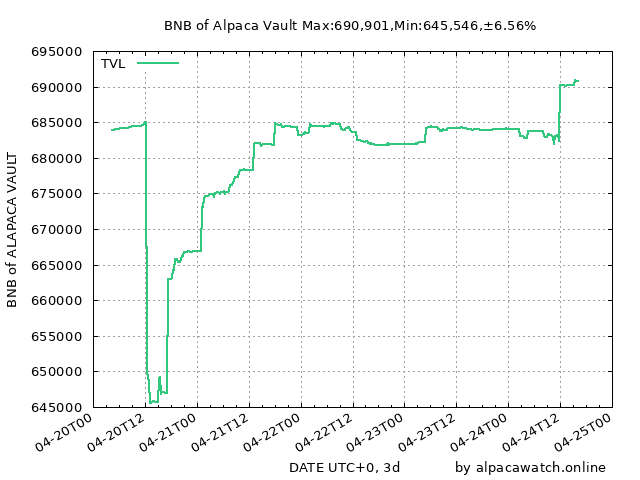 BNB of Alpaca Vault Max:690,901,Min:645,546,±6.56%
695000
690000
685000
680000
675000
670000
665000
660000
655000
650000
645000
BNB of ALAPACA VAULT
TVL
04-20T00
04-20T12
04-21T00
04-21T12
04-22T00
04-22T12
04-23T00
04-23T12
04-24T00
04-24T12
04-25T00
DATE UTC+0, 3d
by alpacawatch.online